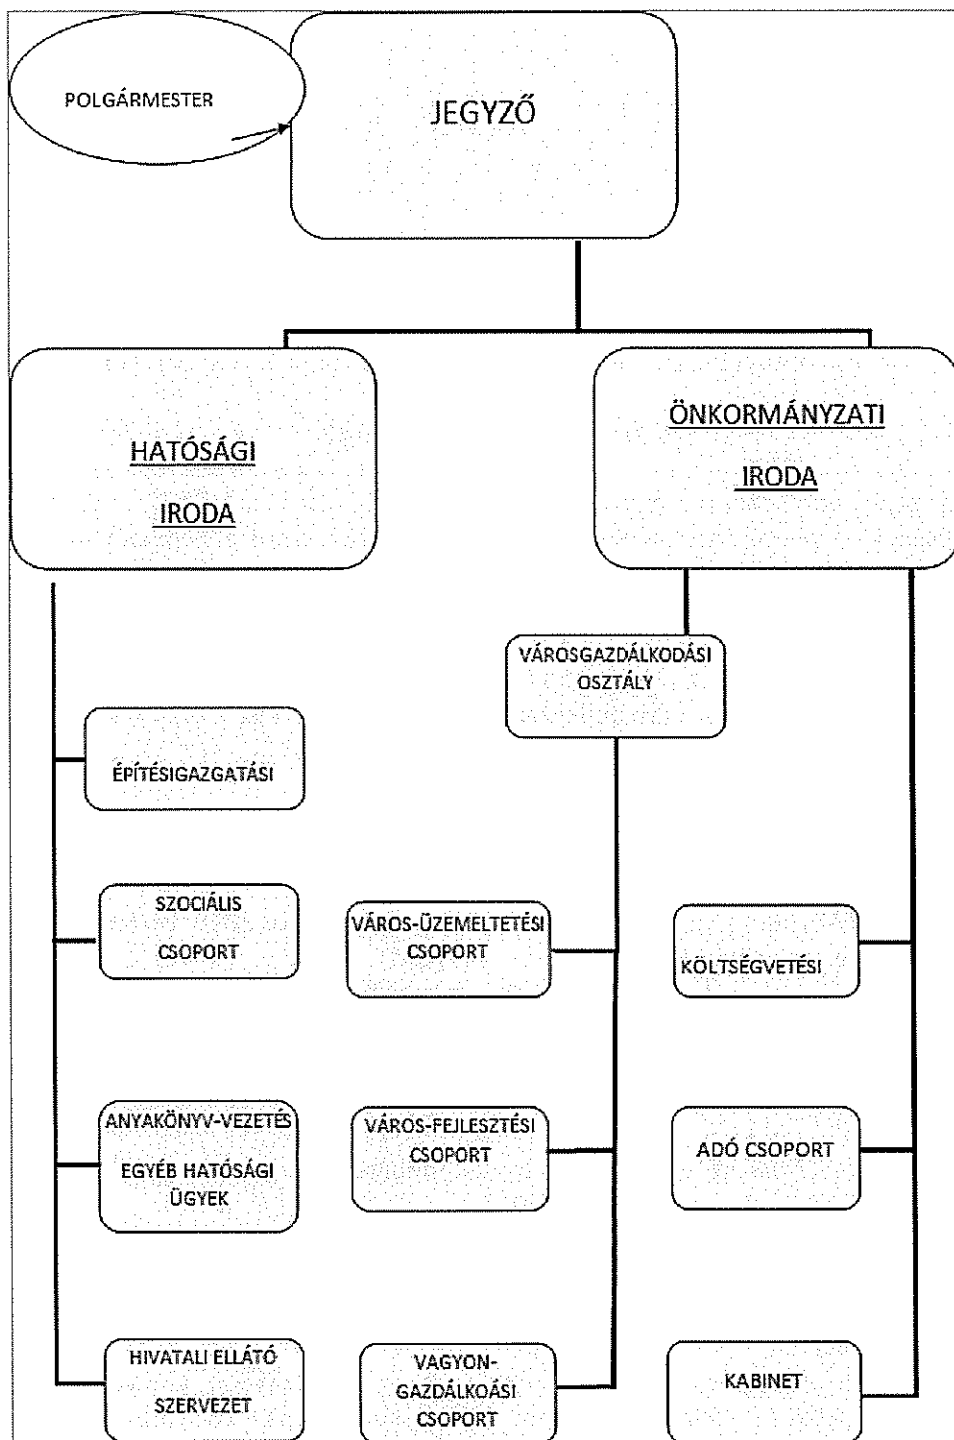 POLGÁRMESTER
JEGYZŐ
HATÓSÁGI
IRODA
ÖNKORMÁNYZATI
IRODA
VÁROSGAZDÁLKODÁSI
OSZTÁLY
ÉPÍTÉSIGAZGATÁSI
SZOCIÁLIS
CSOPORT
VÁROS-ÜZEMELTETÉSI
CSOPORT
KÖLTSÉGVETÉSI
ANYAKÖNYV-VEZETÉS
EGYÉB HATÓSÁGI
ÜGYEK
VÁROS-FEJLESZTÉSI
CSOPORT
ADÓ CSOPORT
HIVATALI ELLÁTÓ
SZERVEZET
VAGYON-
GAZDÁLKOÁSI
CSOPORT
KABINET